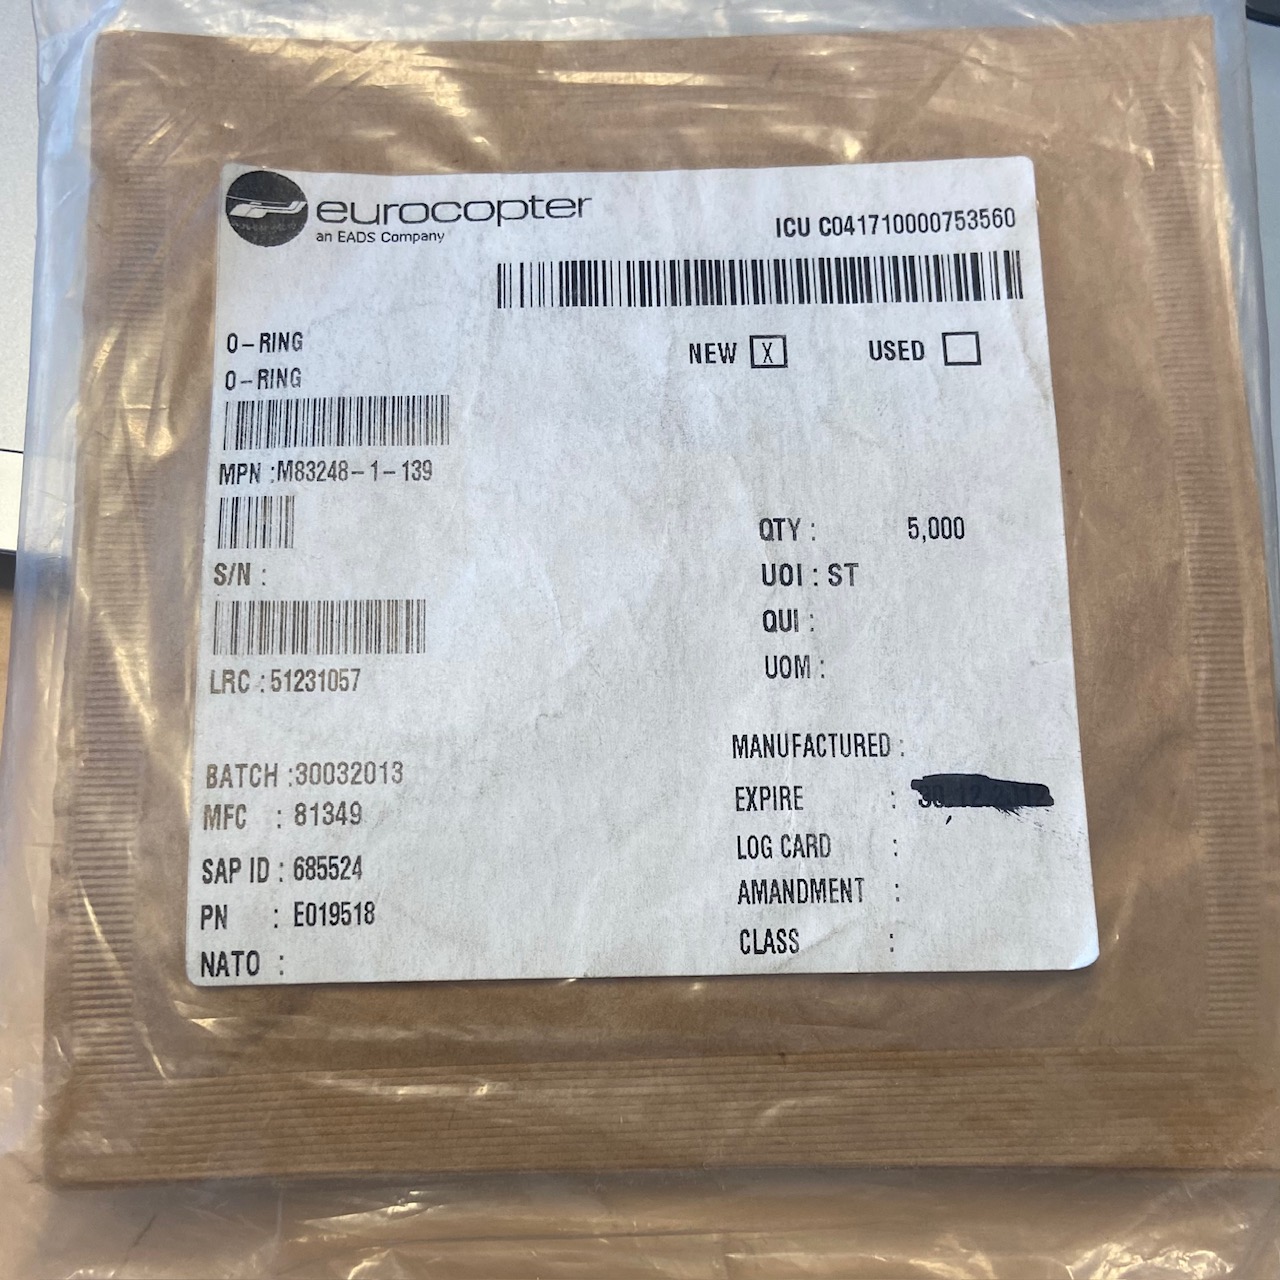 eurocopter
an EADS Company
ICU C041710000753560
O-RING
O-RING
NEW X USED
MPN :M83248-1-139
S/N :
LRC :51231057
QTY : 5,000
UOI : ST
QUI :
UOM :
BATCH :30032013
MFC : 81349
SAP ID : 685524
PN : E019518
NATO :
MANUFACTURED :
EXPIRE :
LOG CARD :
AMANDMENT :
CLASS :